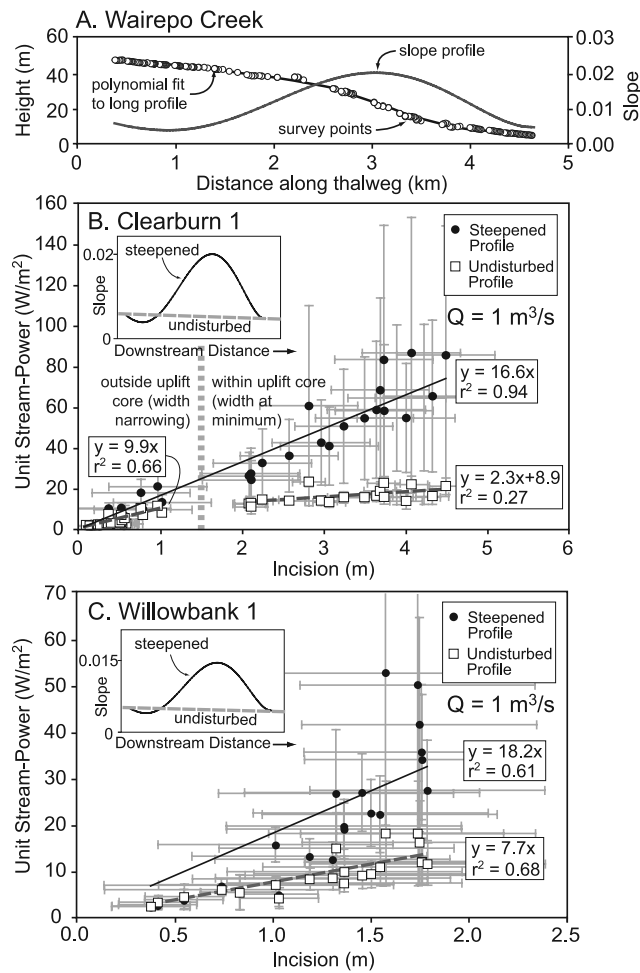 A. Wairepo Creek
60
40
20
0
Height (m)
0.03
0.02
0.01
0.00
Slope
slope profile
polynomial fit
to long profile
survey points
0 1 2 3 4 5
Distance along thalweg (km)
B. Clearburn 1
160
140
120
100
80
60
40
20
0
Unit Stream-Power (W/m²)
Steepened
Profile
Undisturbed
Profile
Q = 1 m³/s
0.02
0
Slope
steepened
undisturbed
Downstream Distance
outside uplift
core (width
narrowing)
within uplift core
(width at
minimum)
y = 9.9x
r² = 0.66
y = 16.6x
r² = 0.94
y = 2.3x+8.9
r² = 0.27
0 1 2 3 4 5 6
Incision (m)
C. Willowbank 1
70
60
50
40
30
20
10
0
Unit Stream-Power (W/m²)
Steepened
Profile
Undisturbed
Profile
Q = 1 m³/s
0.015
0
Slope
steepened
undisturbed
Downstream Distance
y = 18.2x
r² = 0.61
y = 7.7x
r² = 0.68
0.0 0.5 1.0 1.5 2.0 2.5
Incision (m)